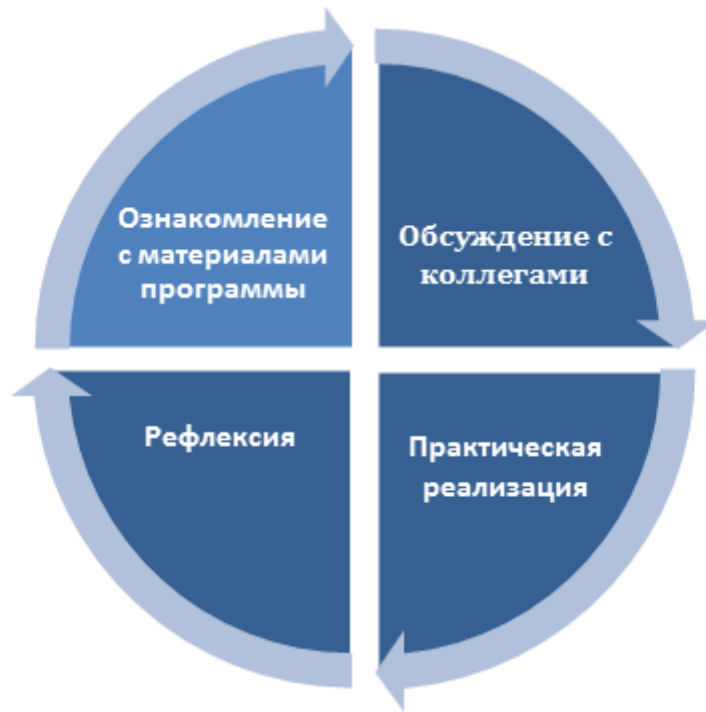 Ознакомление
с материалами
программы
Обсуждение с
коллегами
Рефлексия
Практическая
реализация